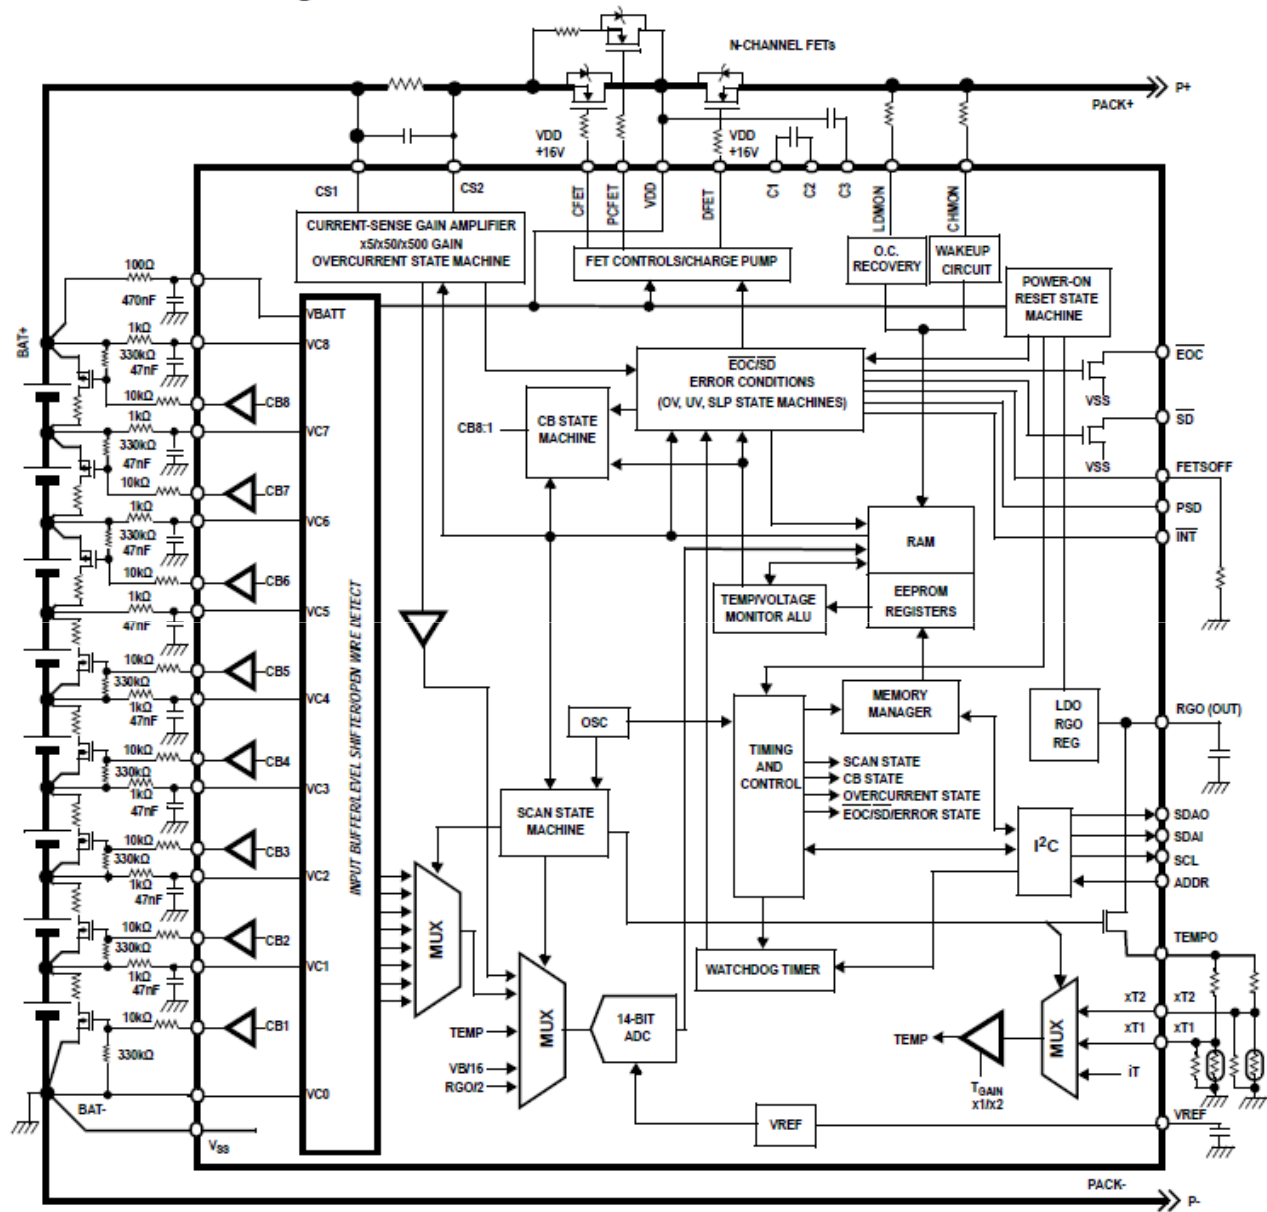 N-CHANNEL FETs
P+
PACK+
VDD
+16V
VDD
+16V
CS1
CS2
CFET
PCFET
VDD
DFET
C1
C2
C3
LDMON
CHMON
CURRENT-SENSE GAIN AMPLIFIER
x5/x50/x500 GAIN
OVERCURRENT STATE MACHINE
FET CONTROLS/CHARGE PUMP
O.C.
RECOVERY
WAKEUP
CIRCUIT
POWER-ON
RESET STATE
MACHINE
100Ω
470nF
BAT+
VBATT
1kΩ
VC8
330kΩ
47nF
10kΩ
CB8
1kΩ
VC7
330kΩ
47nF
10kΩ
CB7
1kΩ
VC6
330kΩ
47nF
10kΩ
CB6
1kΩ
VC5
47nF
10kΩ
CB5
330kΩ
VC4
1kΩ
47nF
10kΩ
CB4
330kΩ
VC3
1kΩ
47nF
10kΩ
CB3
330kΩ
VC2
1kΩ
47nF
10kΩ
CB2
330kΩ
VC1
1kΩ
47nF
10kΩ
CB1
330kΩ
VC0
BAT-
VSS
INPUT BUFFER/LEVEL SHIFTER/OPEN WIRE DETECT
EOC/SD
ERROR CONDITIONS
(OV, UV, SLP STATE MACHINES)
CB8:1
CB STATE
MACHINE
EOC
VSS
SD
VSS
FETSOFF
PSD
INT
RAM
EEPROM
REGISTERS
TEMP/VOLTAGE
MONITOR ALU
MEMORY
MANAGER
OSC
TIMING
AND
CONTROL
SCAN STATE
CB STATE
OVERCURRENT STATE
EOC/SD/ERROR STATE
LDO
RGO
REG
RGO (OUT)
SCAN STATE
MACHINE
I²C
SDAO
SDAI
SCL
ADDR
MUX
WATCHDOG TIMER
TEMPO
MUX
TEMP
VB/16
RGO/2
14-BIT
ADC
TEMP
TGAIN
x1/x2
MUX
xT2
xT2
xT1
xT1
iT
VREF
VREF
PACK-
P-